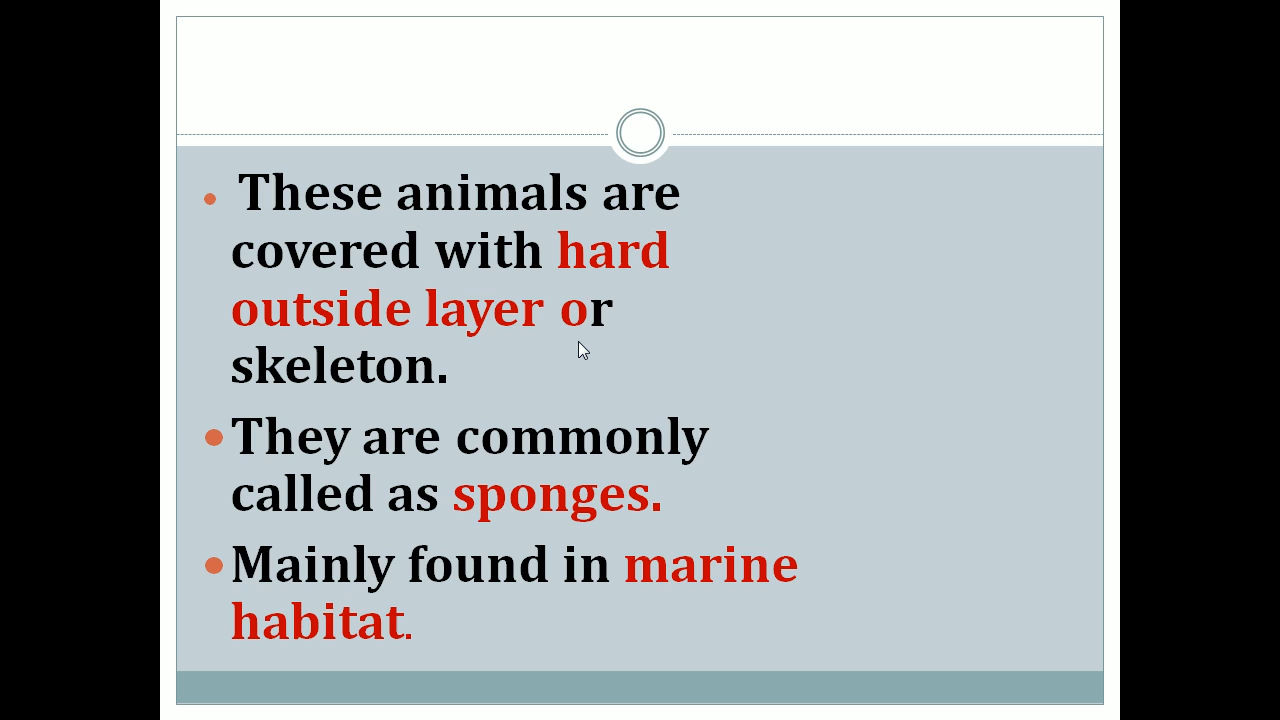 These animals are
covered with hard
outside layer or
skeleton.
They are commonly
called as sponges.
Mainly found in marine
habitat.